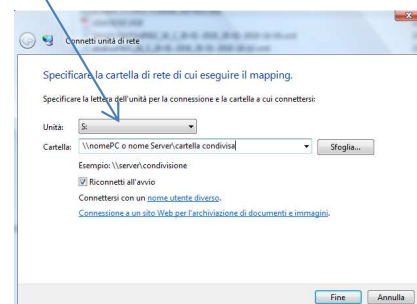 Connetti unità di rete
Specificare la cartella di rete di cui eseguire il mapping.
Specificare la lettera dell'unità per la connessione e la cartella a cui connettersi:
Unità: S:
Cartella: \\nomePC o nome Server\cartella condivisa Sfoglia...
Esempio: \\server\condivisione
Riconnetti all'avvio
Connettersi con un nome utente diverso.
Connessione a un sito Web per l'archiviazione di documenti e immagini.
Fine Annulla